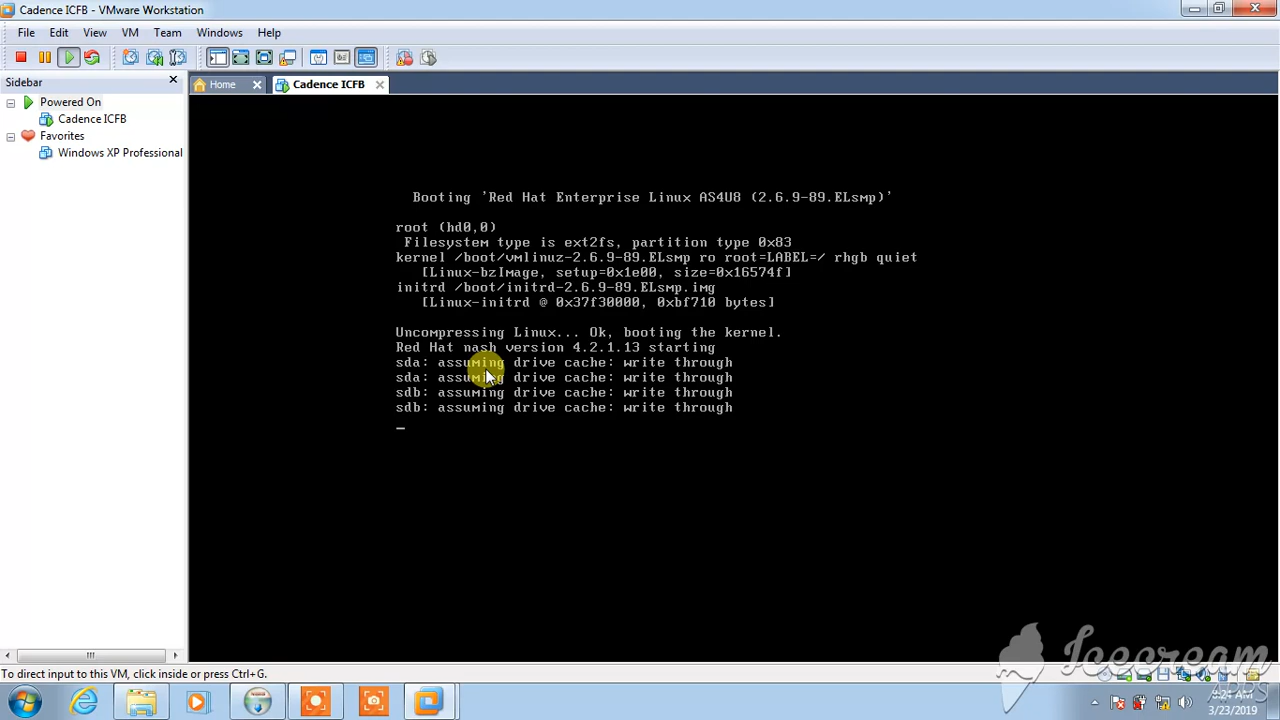 Cadence ICFB - VMware Workstation
File Edit View VM Team Windows Help
Sidebar
Powered On
Cadence ICFB
Favorites
Windows XP Professional
Home
Cadence ICFB
Booting 'Red Hat Enterprise Linux AS4U8 (2.6.9-89.ELsmp)'
root (hd0,0)
Filesystem type is ext2fs, partition type 0x83
kernel /boot/vmlinuz-2.6.9-89.ELsmp ro root=LABEL=/ rhgb quiet
[Linux-bzImage, setup=0x1e00, size=0x16574f]
initrd /boot/initrd-2.6.9-89.ELsmp.img
[Linux-initrd @ 0x37f30000, 0xbf710 bytes]
Uncompressing Linux... Ok, booting the kernel.
Red Hat nash version 4.2.1.13 starting
sda: assuming drive cache: write through
sda: assuming drive cache: write through
sdb: assuming drive cache: write through
sdb: assuming drive cache: write through
_
To direct input to this VM, click inside or press Ctrl+G.
Icecream
APPS
8:24 AM
3/23/2019